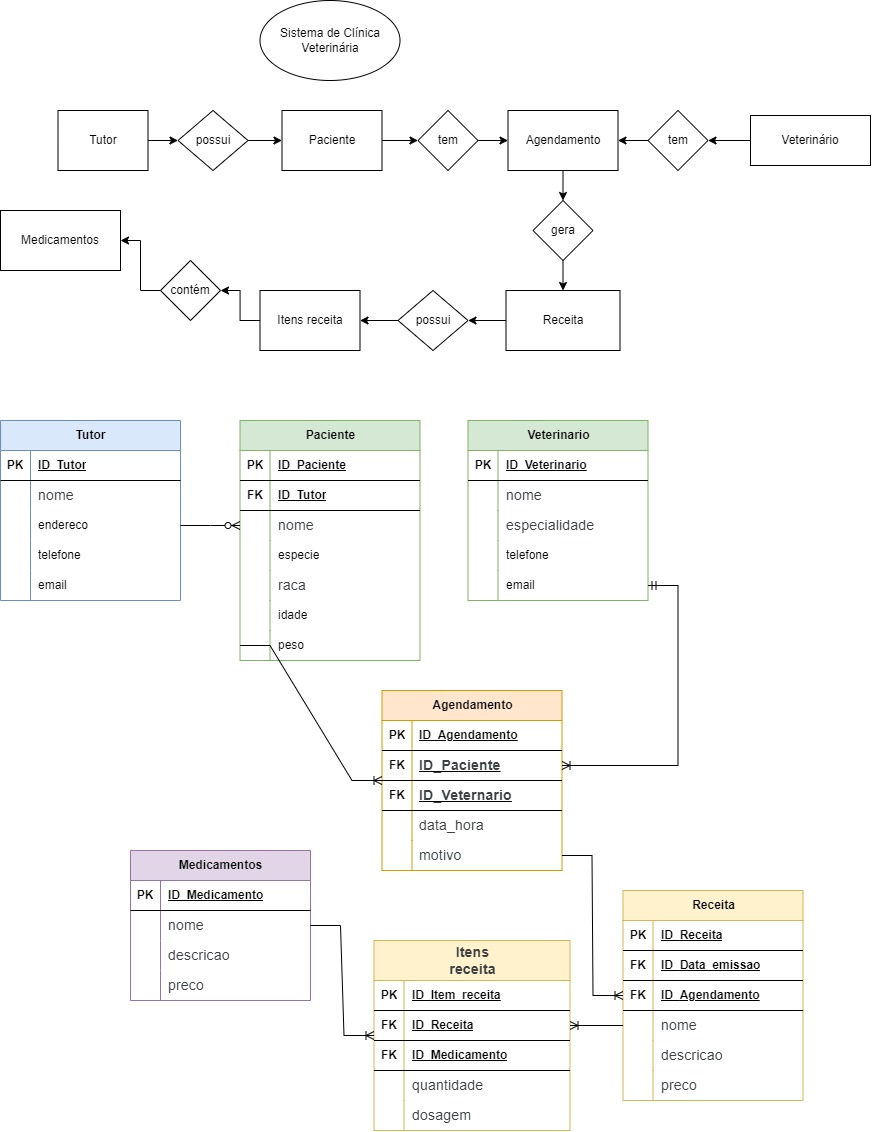 Sistema de Clínica
Veterinária
Tutor
possui
Paciente
tem
Agendamento
tem
Veterinário
gera
Medicamentos
contém
Itens receita
possui
Receita
Tutor
PK ID_Tutor
nome
endereco
telefone
email
Paciente
PK ID_Paciente
FK ID_Tutor
nome
especie
raca
idade
peso
Veterinario
PK ID_Veterinario
nome
especialidade
telefone
email
Agendamento
PK ID_Agendamento
FK ID_Paciente
FK ID_Veternario
data_hora
motivo
Medicamentos
PK ID_Medicamento
nome
descricao
preco
Itens
receita
PK ID_Item_receita
FK ID_Receita
FK ID_Medicamento
quantidade
dosagem
Receita
PK ID_Receita
FK ID_Data_emissao
FK ID_Agendamento
nome
descricao
preco